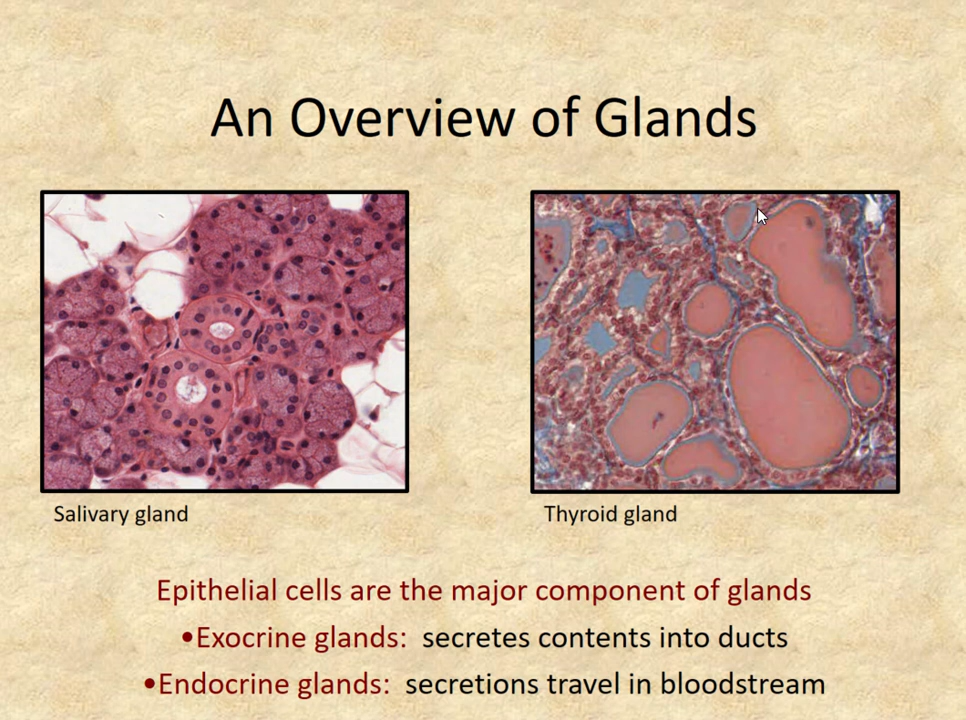 An Overview of Glands
Salivary gland
Thyroid gland
Epithelial cells are the major component of glands
•Exocrine glands: secretes contents into ducts
•Endocrine glands: secretions travel in bloodstream